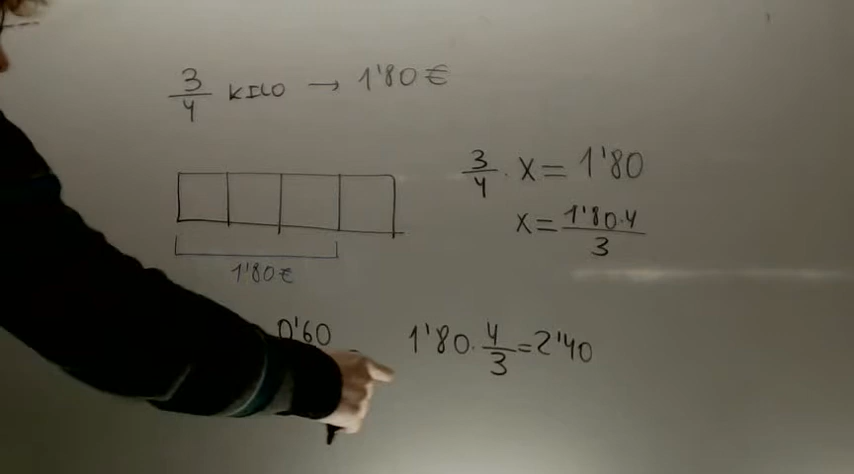 3/4 KILO → 1'80 €
3/4 · X = 1'80
X = 1'80·4/3
1'80 €
0'60
1'80 · 4/3 = 2'40